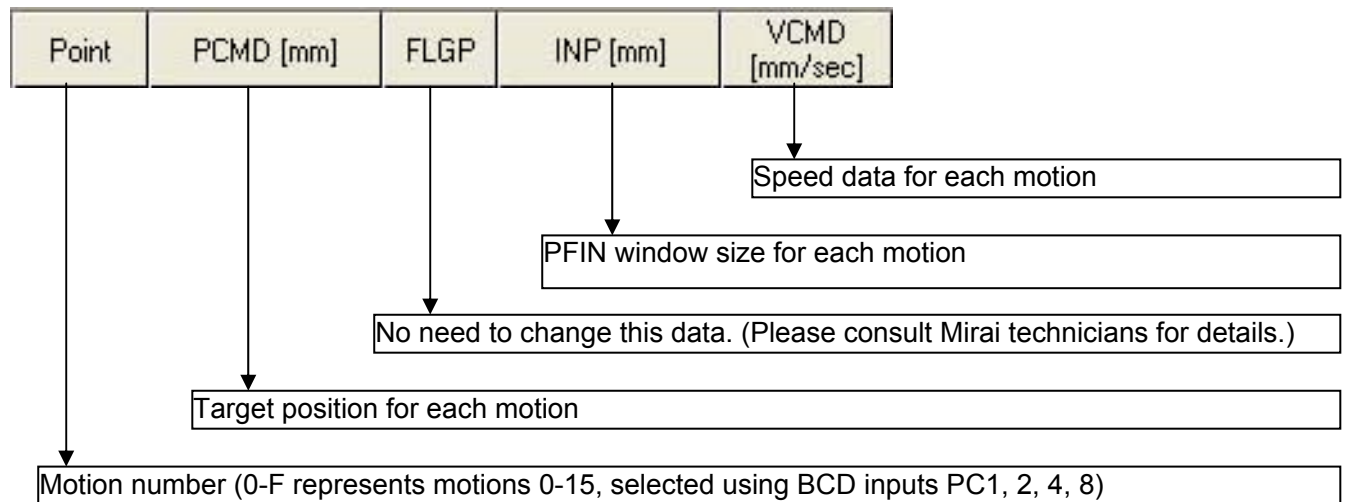 Point PCMD [mm] FLGP INP [mm] VCMD
[mm/sec]
Speed data for each motion
PFIN window size for each motion
No need to change this data. (Please consult Mirai technicians for details.)
Target position for each motion
Motion number (0-F represents motions 0-15, selected using BCD inputs PC1, 2, 4, 8)